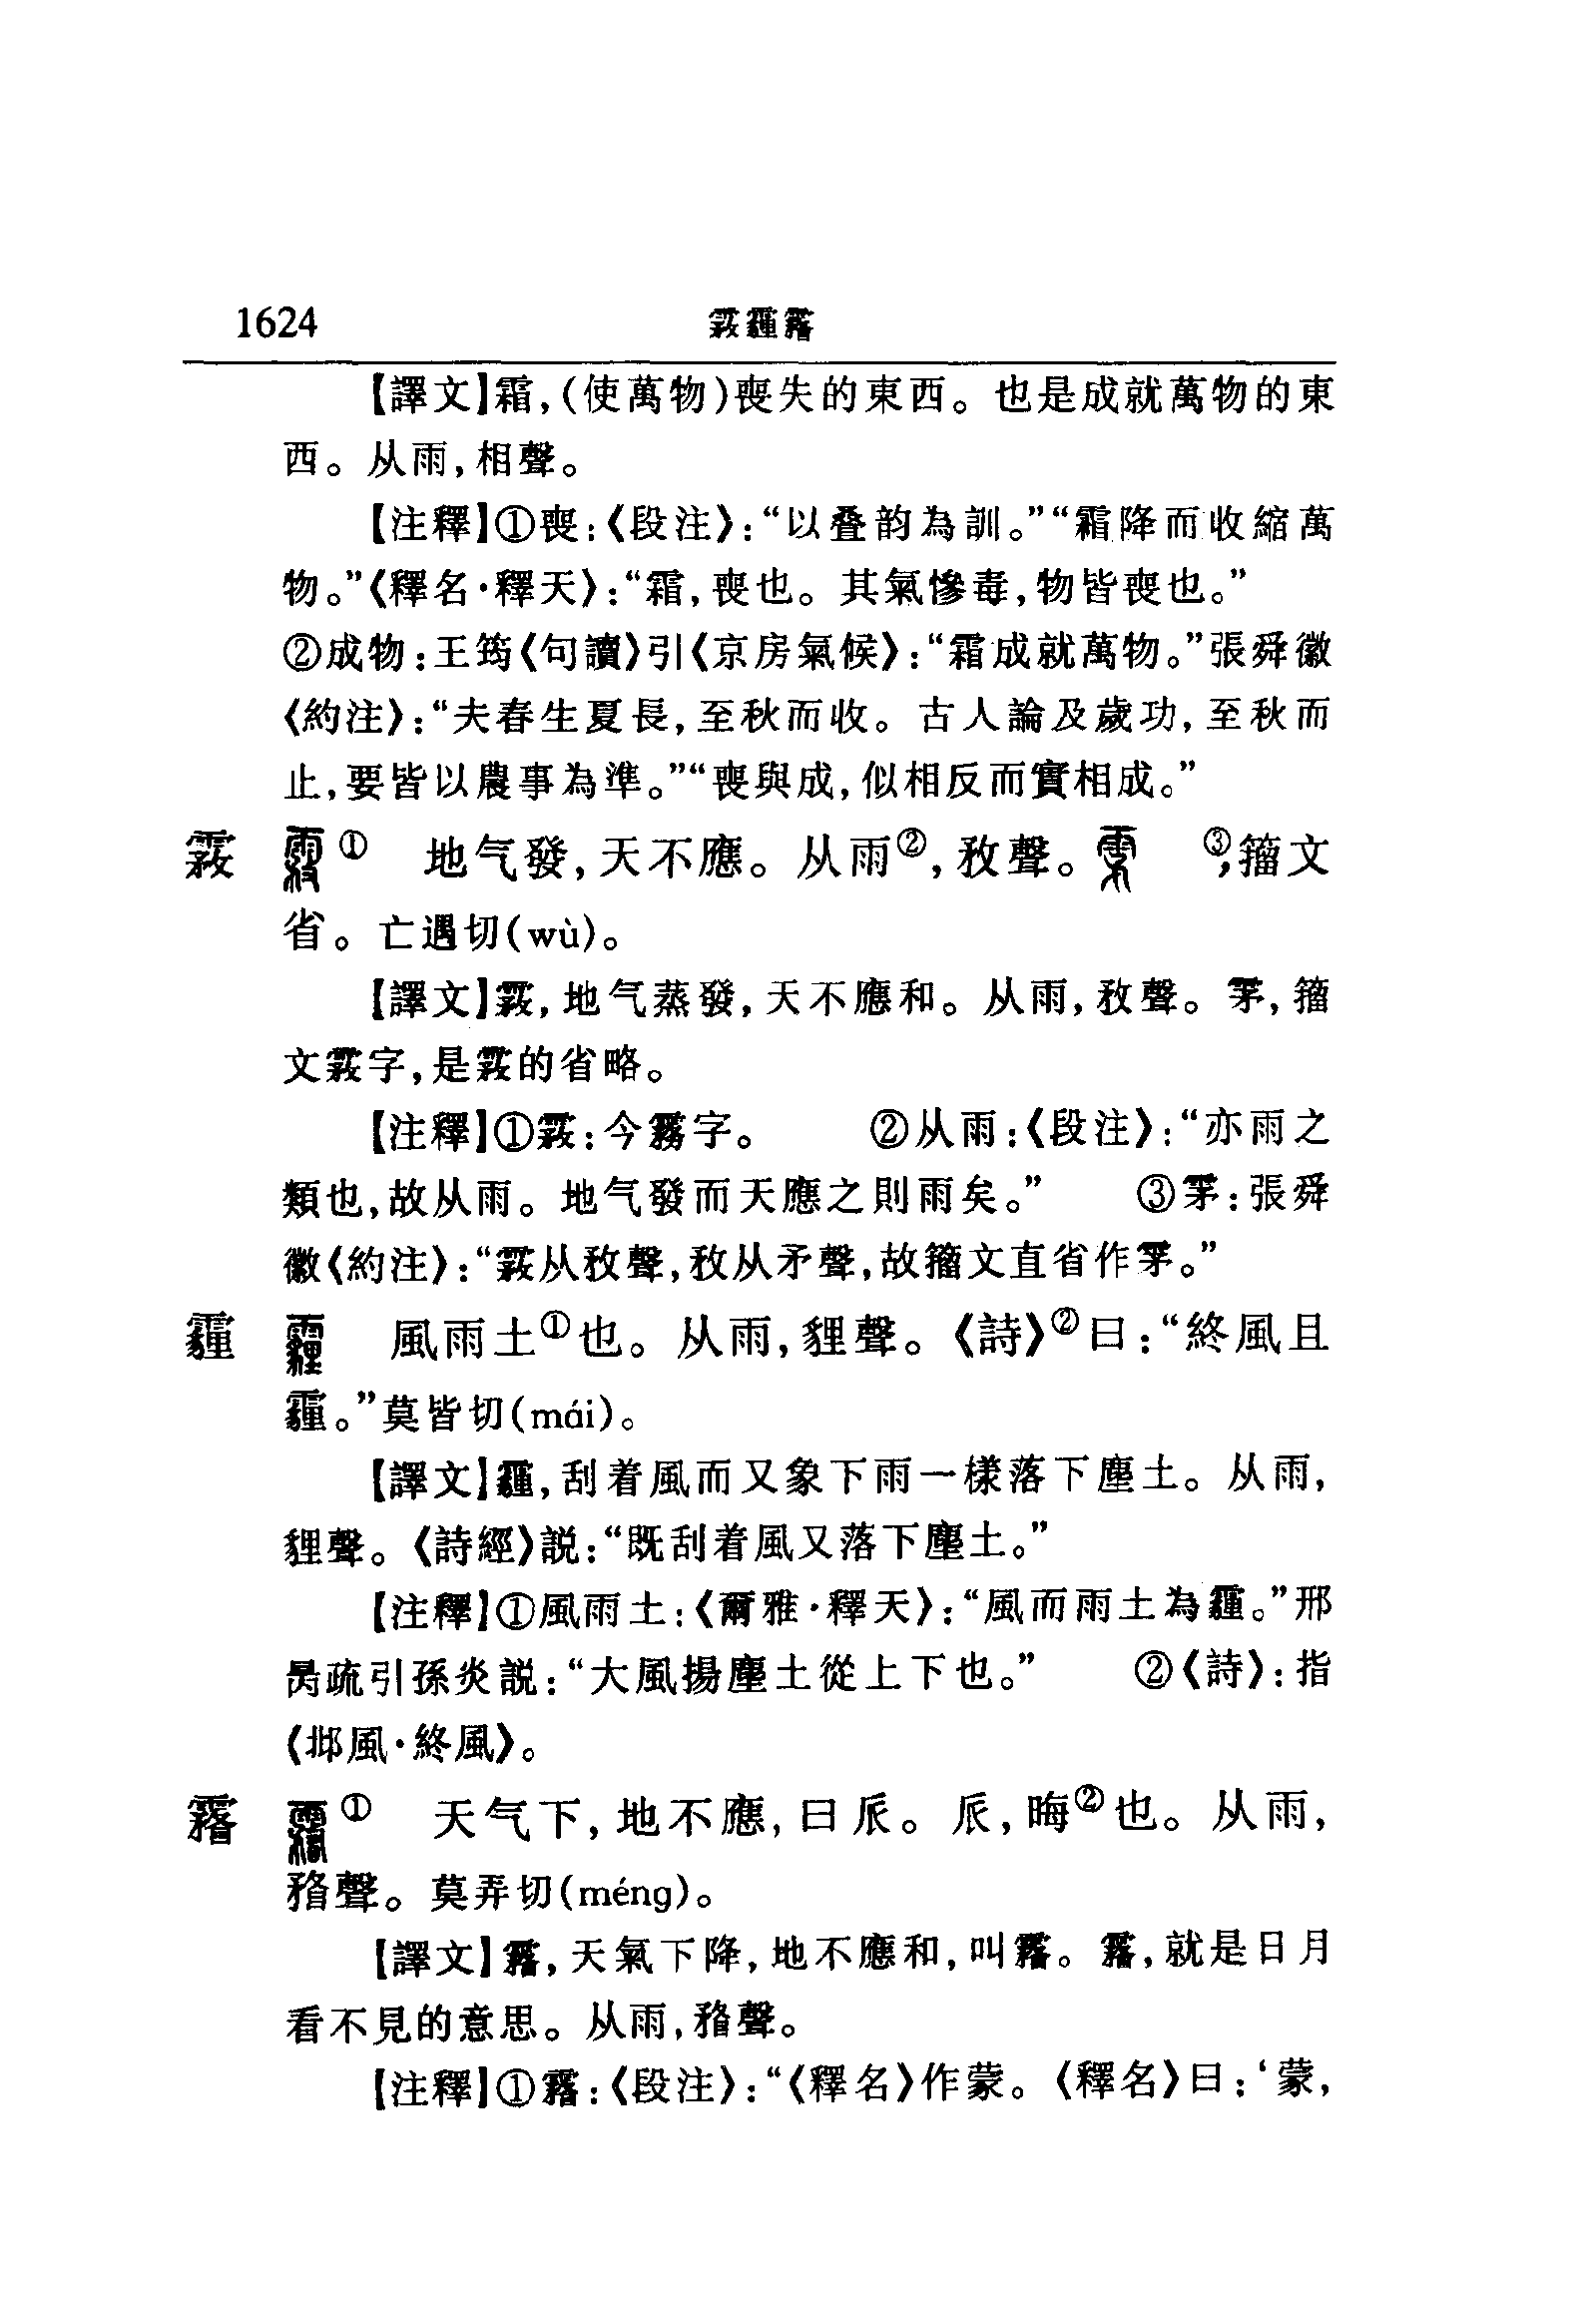 1624 䨦霾霿
【譯文】霜,(使萬物)喪失的東西。也是成就萬物的東
西。从雨,相聲。
【注釋】①喪:《段注》:“以叠韵為訓。”“霜降而收縮萬
物。”《釋名·釋天》:“霜,喪也。其氣慘毒,物皆喪也。”
②成物:王筠《句讀》引《京房氣候》:“霜成就萬物。”張舜徽
《約注》:“夫春生夏長,至秋而收。古人論及歲功,至秋而
止,要皆以農事為準。”“喪與成,似相反而實相成。”
䨦 ① 地气發,天不應。从雨②,敄聲。③,籀文
省。亡遇切(wù)。
【譯文】䨦,地气蒸發,天不應和。从雨,敄聲。雺,籀
文䨦字,是䨦的省略。
【注釋】①䨦:今霧字。 ②从雨:《段注》:“亦雨之
類也,故从雨。地气發而天應之則雨矣。” ③雺:張舜
徽《約注》:“䨦从敄聲,敄从矛聲,故籀文直省作雺。”
霾 風雨土①也。从雨,貍聲。《詩》②曰:“終風且
霾。”莫皆切(mái)。
【譯文】霾,刮着風而又象下雨一樣落下塵土。从雨,
貍聲。《詩經》説:“既刮着風又落下塵土。”
【注釋】①風雨土:《爾雅·釋天》:“風而雨土為霾。”邢
昺疏引孫炎説:“大風揚塵土從上下也。” ②《詩》:指
《邶風·終風》。
霿 ① 天气下,地不應,曰𠂢。𠂢,晦②也。从雨,
瞀聲。莫弄切(méng)。
【譯文】霿,天氣下降,地不應和,叫霿。霿,就是日月
看不見的意思。从雨,瞀聲。
【注釋】①霿:《段注》:“《釋名》作蒙。《釋名》曰:‘蒙,